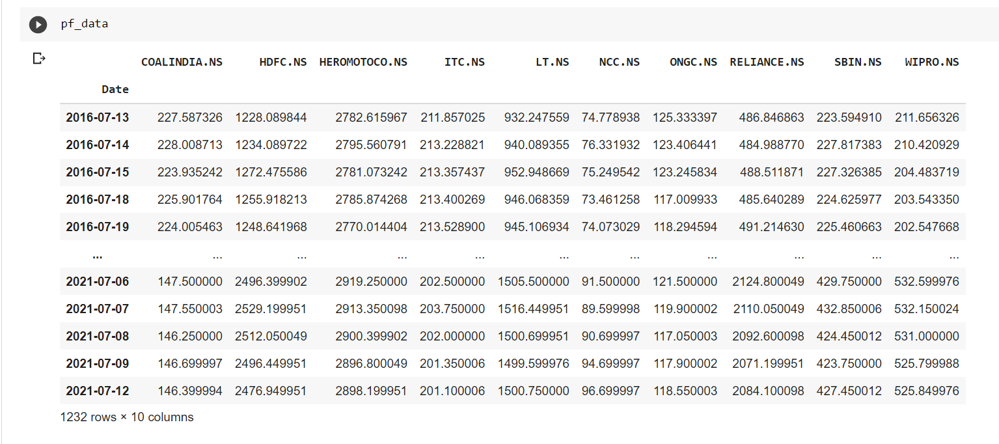 pf_data
COALINDIA.NS HDFC.NS HEROMOTOCO.NS ITC.NS LT.NS NCC.NS ONGC.NS RELIANCE.NS SBIN.NS WIPRO.NS
Date
2016-07-13 227.587326 1228.089844 2782.615967 211.857025 932.247559 74.778938 125.333397 486.846863 223.594910 211.656326
2016-07-14 228.008713 1234.089722 2795.560791 213.228821 940.089355 76.331932 123.406441 484.988770 227.817383 210.420929
2016-07-15 223.935242 1272.475586 2781.073242 213.357437 952.948669 75.249542 123.245834 488.511871 227.326385 204.483719
2016-07-18 225.901764 1255.918213 2785.874268 213.400269 946.068359 73.461258 117.009933 485.640289 224.625977 203.543350
2016-07-19 224.005463 1248.641968 2770.014404 213.528900 945.106934 74.073029 118.294594 491.214630 225.460663 202.547668
... ... ... ... ... ... ... ... ... ... ...
2021-07-06 147.500000 2496.399902 2919.250000 202.500000 1505.500000 91.500000 121.500000 2124.800049 429.750000 532.599976
2021-07-07 147.550003 2529.199951 2913.350098 203.750000 1516.449951 89.599998 119.900002 2110.050049 432.850006 532.150024
2021-07-08 146.250000 2512.050049 2900.399902 202.000000 1500.699951 90.699997 117.050003 2092.600098 424.450012 531.000000
2021-07-09 146.699997 2496.449951 2896.800049 201.350006 1499.599976 94.699997 117.900002 2071.199951 423.750000 525.799988
2021-07-12 146.399994 2476.949951 2898.199951 201.100006 1500.750000 96.699997 118.550003 2084.100098 427.450012 525.849976
1232 rows × 10 columns